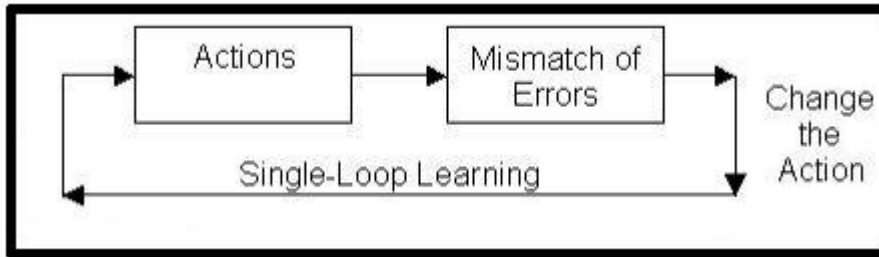 Actions
Mismatch of
Errors
Change
the
Action
Single-Loop Learning